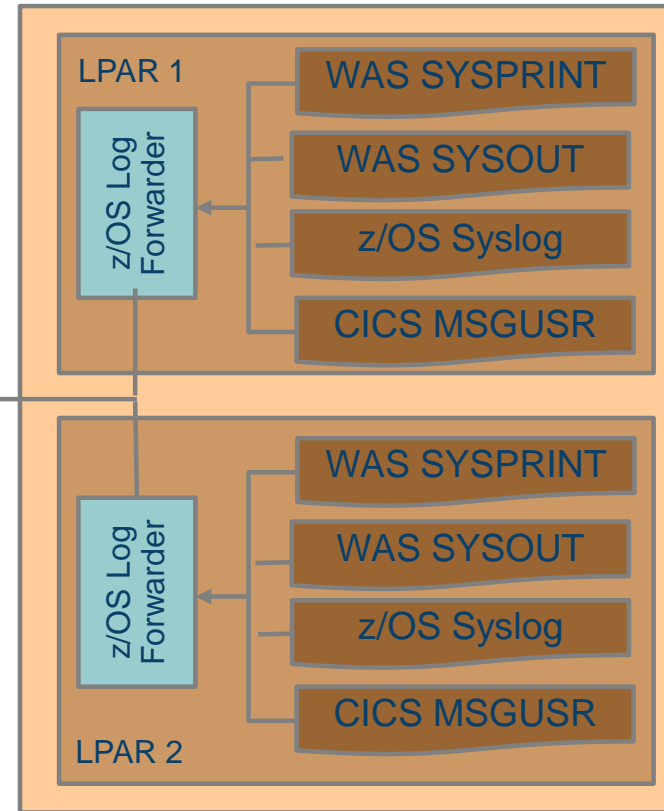 LPAR 1
z/OS Log
Forwarder
WAS SYSPRINT
WAS SYSOUT
z/OS Syslog
CICS MSGUSR
z/OS Log
Forwarder
WAS SYSPRINT
WAS SYSOUT
z/OS Syslog
CICS MSGUSR
LPAR 2